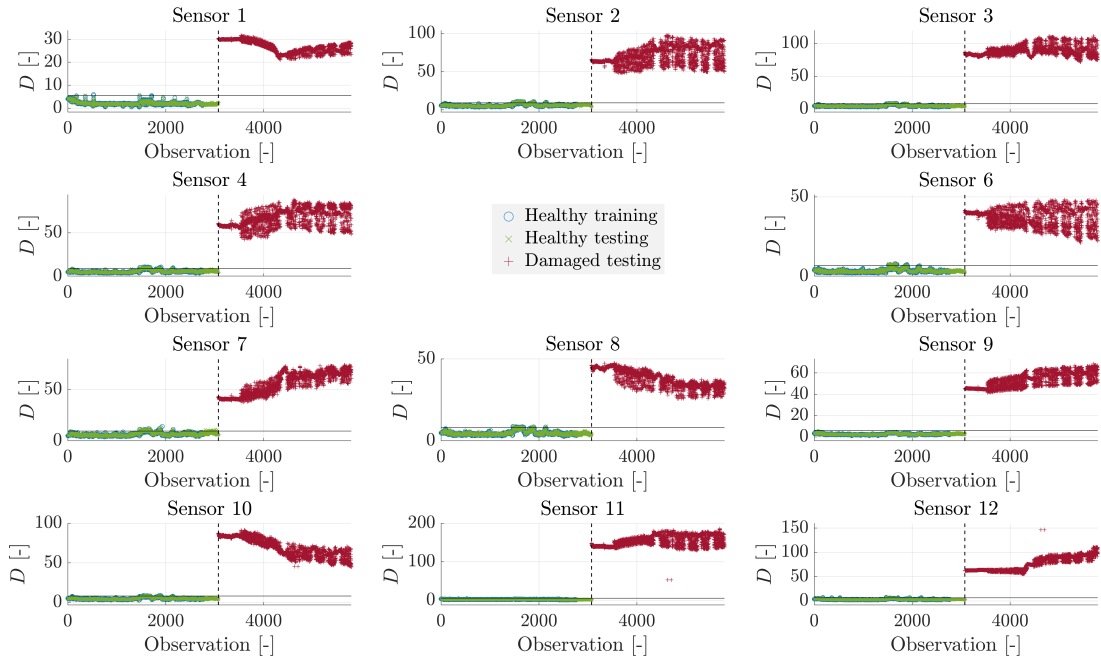 Sensor 1
30
20
10
0
D [-]
0 2000 4000
Observation [-]
Sensor 2
100
50
0
D [-]
0 2000 4000
Observation [-]
Sensor 3
100
50
0
D [-]
0 2000 4000
Observation [-]
Sensor 4
50
0
D [-]
0 2000 4000
Observation [-]
Healthy training
Healthy testing
Damaged testing
Sensor 6
50
0
D [-]
0 2000 4000
Observation [-]
Sensor 7
50
0
D [-]
0 2000 4000
Observation [-]
Sensor 8
50
0
D [-]
0 2000 4000
Observation [-]
Sensor 9
60
40
20
0
D [-]
0 2000 4000
Observation [-]
Sensor 10
100
50
0
D [-]
0 2000 4000
Observation [-]
Sensor 11
200
100
0
D [-]
0 2000 4000
Observation [-]
Sensor 12
150
100
50
0
D [-]
0 2000 4000
Observation [-]